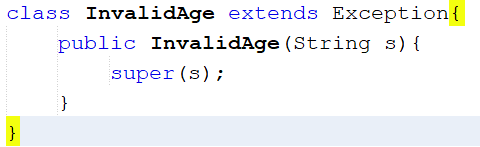 class InvalidAge extends Exception{
    public InvalidAge(String s){
        super(s);
    }
}